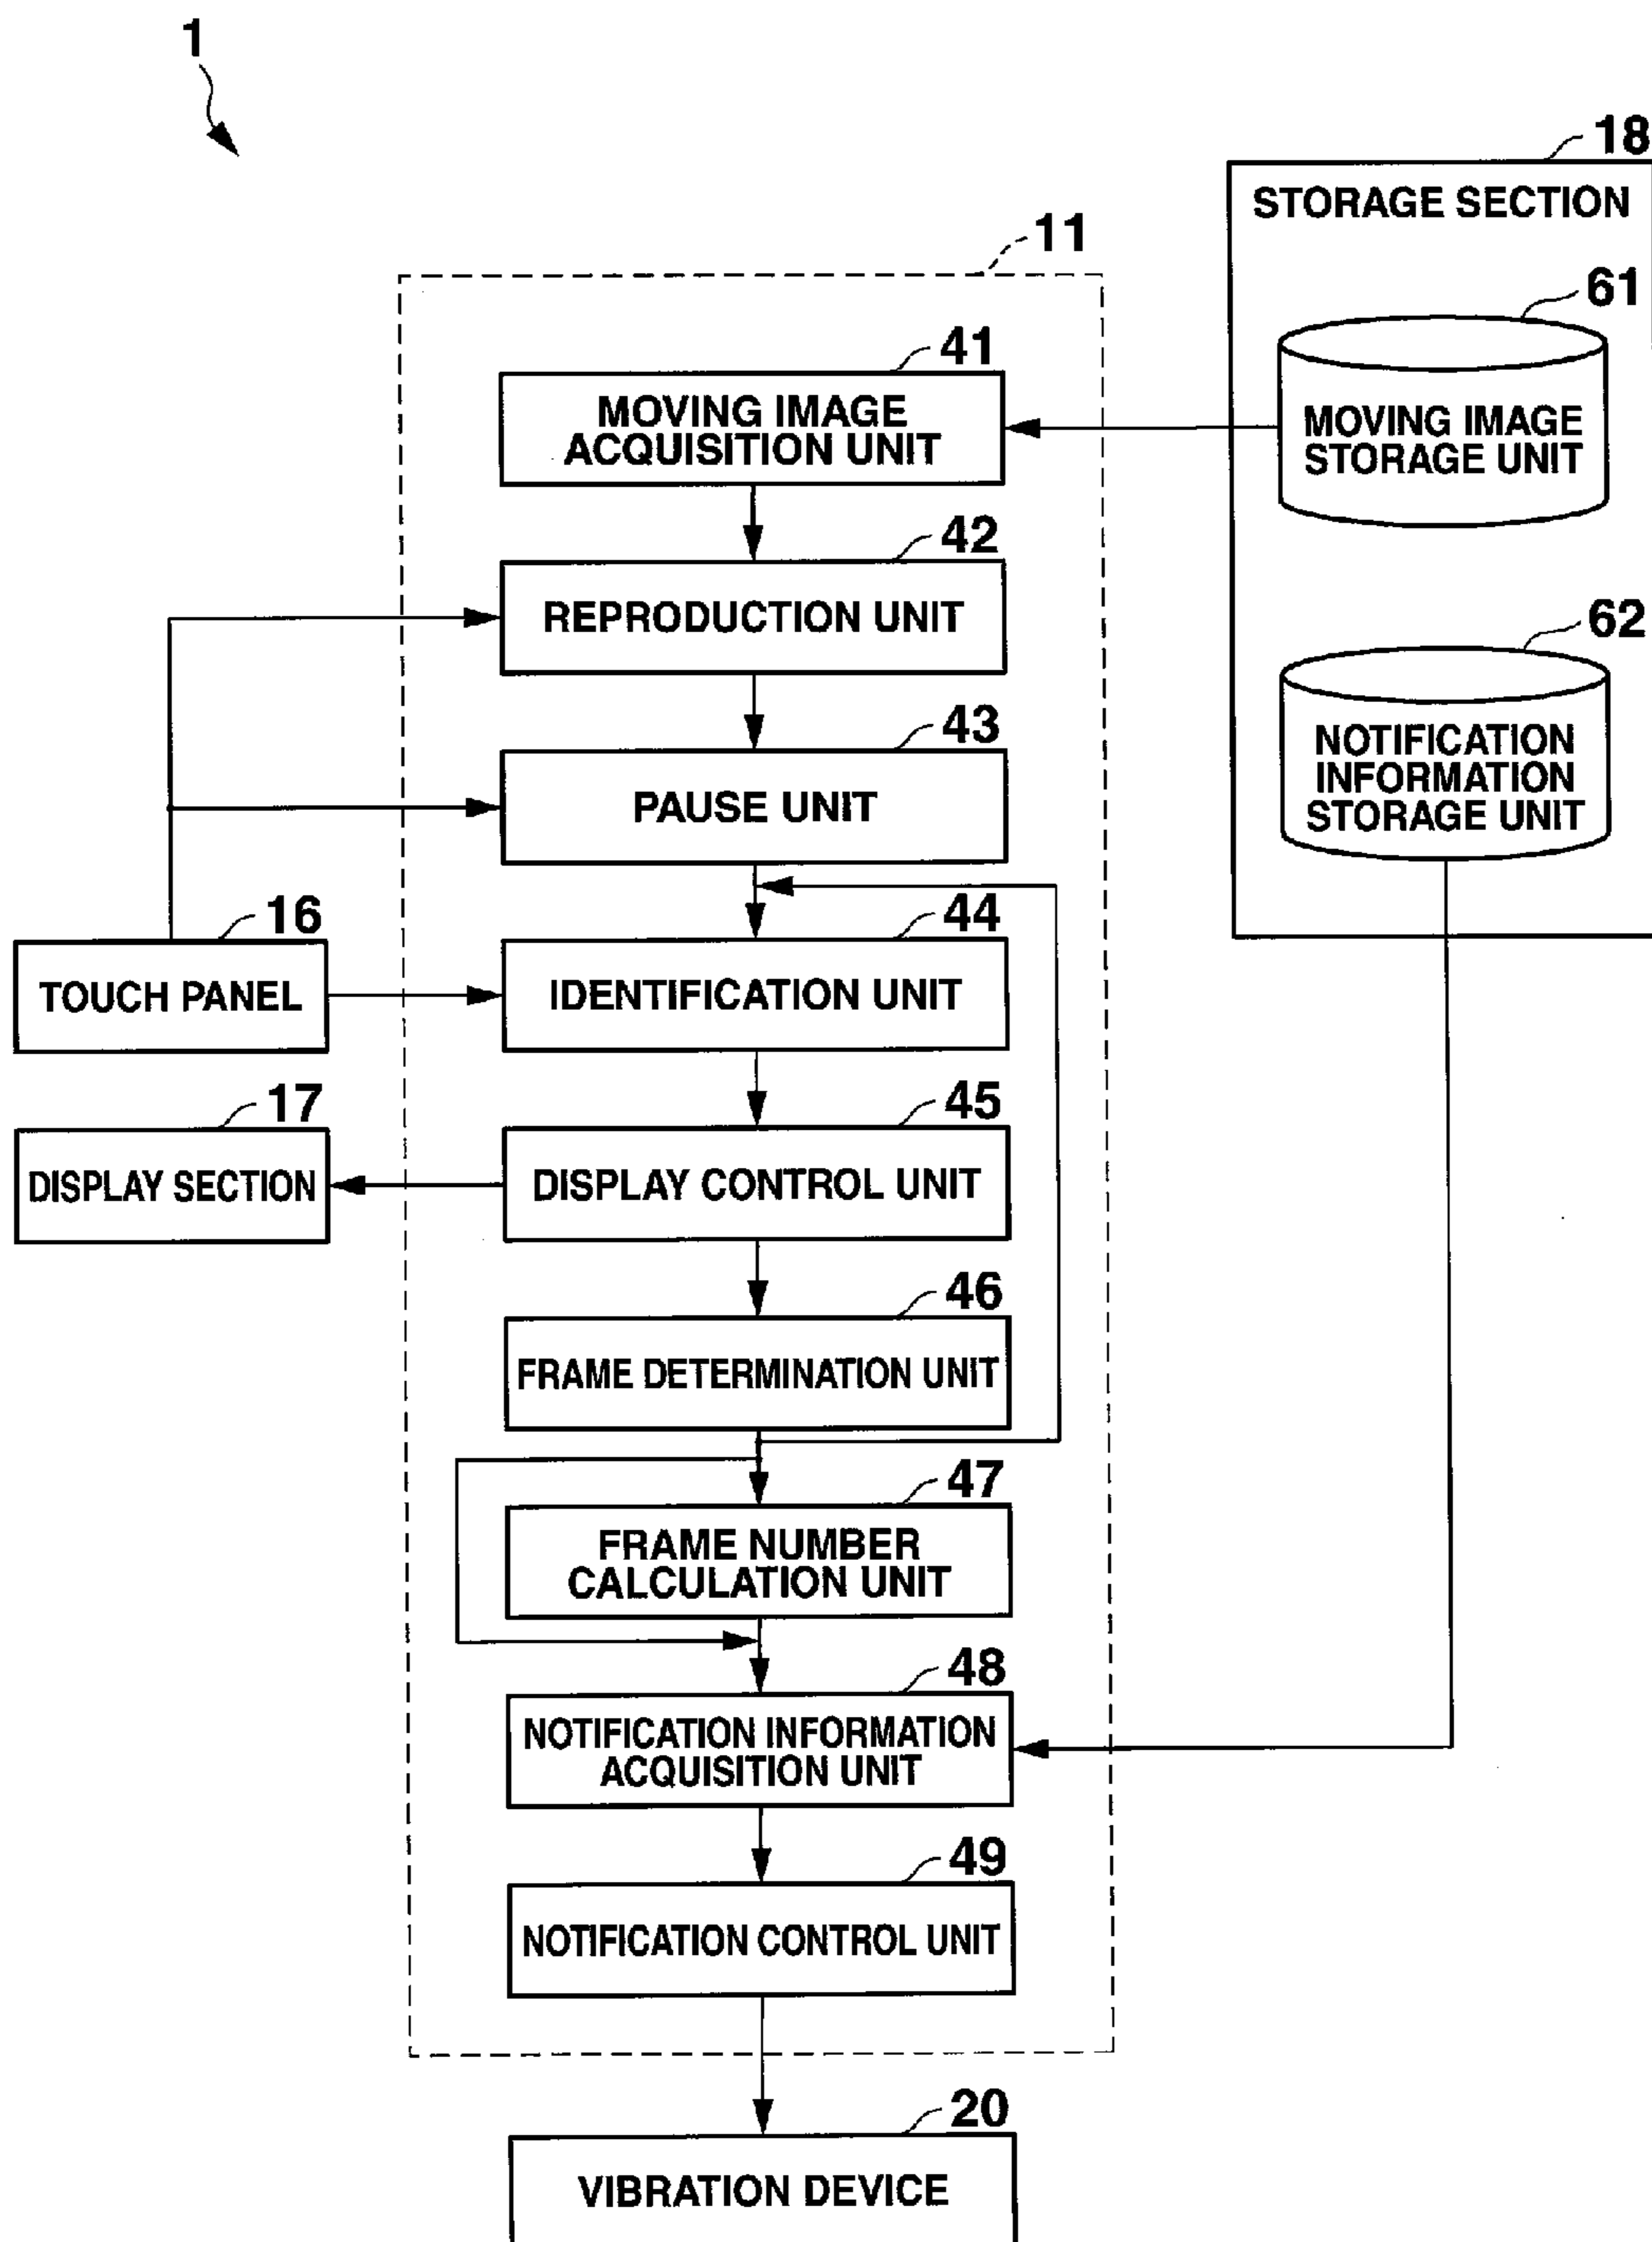 1
18
STORAGE SECTION
11
61
MOVING IMAGE
STORAGE UNIT
41
MOVING IMAGE
ACQUISITION UNIT
42
REPRODUCTION UNIT
62
NOTIFICATION
INFORMATION
STORAGE UNIT
43
PAUSE UNIT
16
TOUCH PANEL
44
IDENTIFICATION UNIT
17
DISPLAY SECTION
45
DISPLAY CONTROL UNIT
46
FRAME DETERMINATION UNIT
47
FRAME NUMBER
CALCULATION UNIT
48
NOTIFICATION INFORMATION
ACQUISITION UNIT
49
NOTIFICATION CONTROL UNIT
20
VIBRATION DEVICE